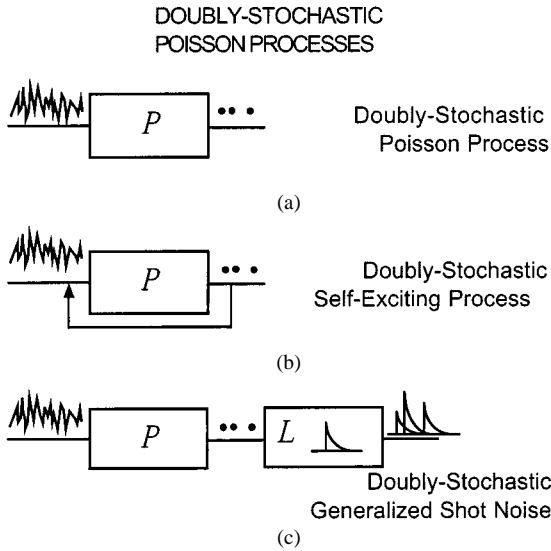 DOUBLY-STOCHASTIC
POISSON PROCESSES
P
Doubly-Stochastic
Poisson Process
(a)
P
Doubly-Stochastic
Self-Exciting Process
(b)
P
L
Doubly-Stochastic
Generalized Shot Noise
(c)